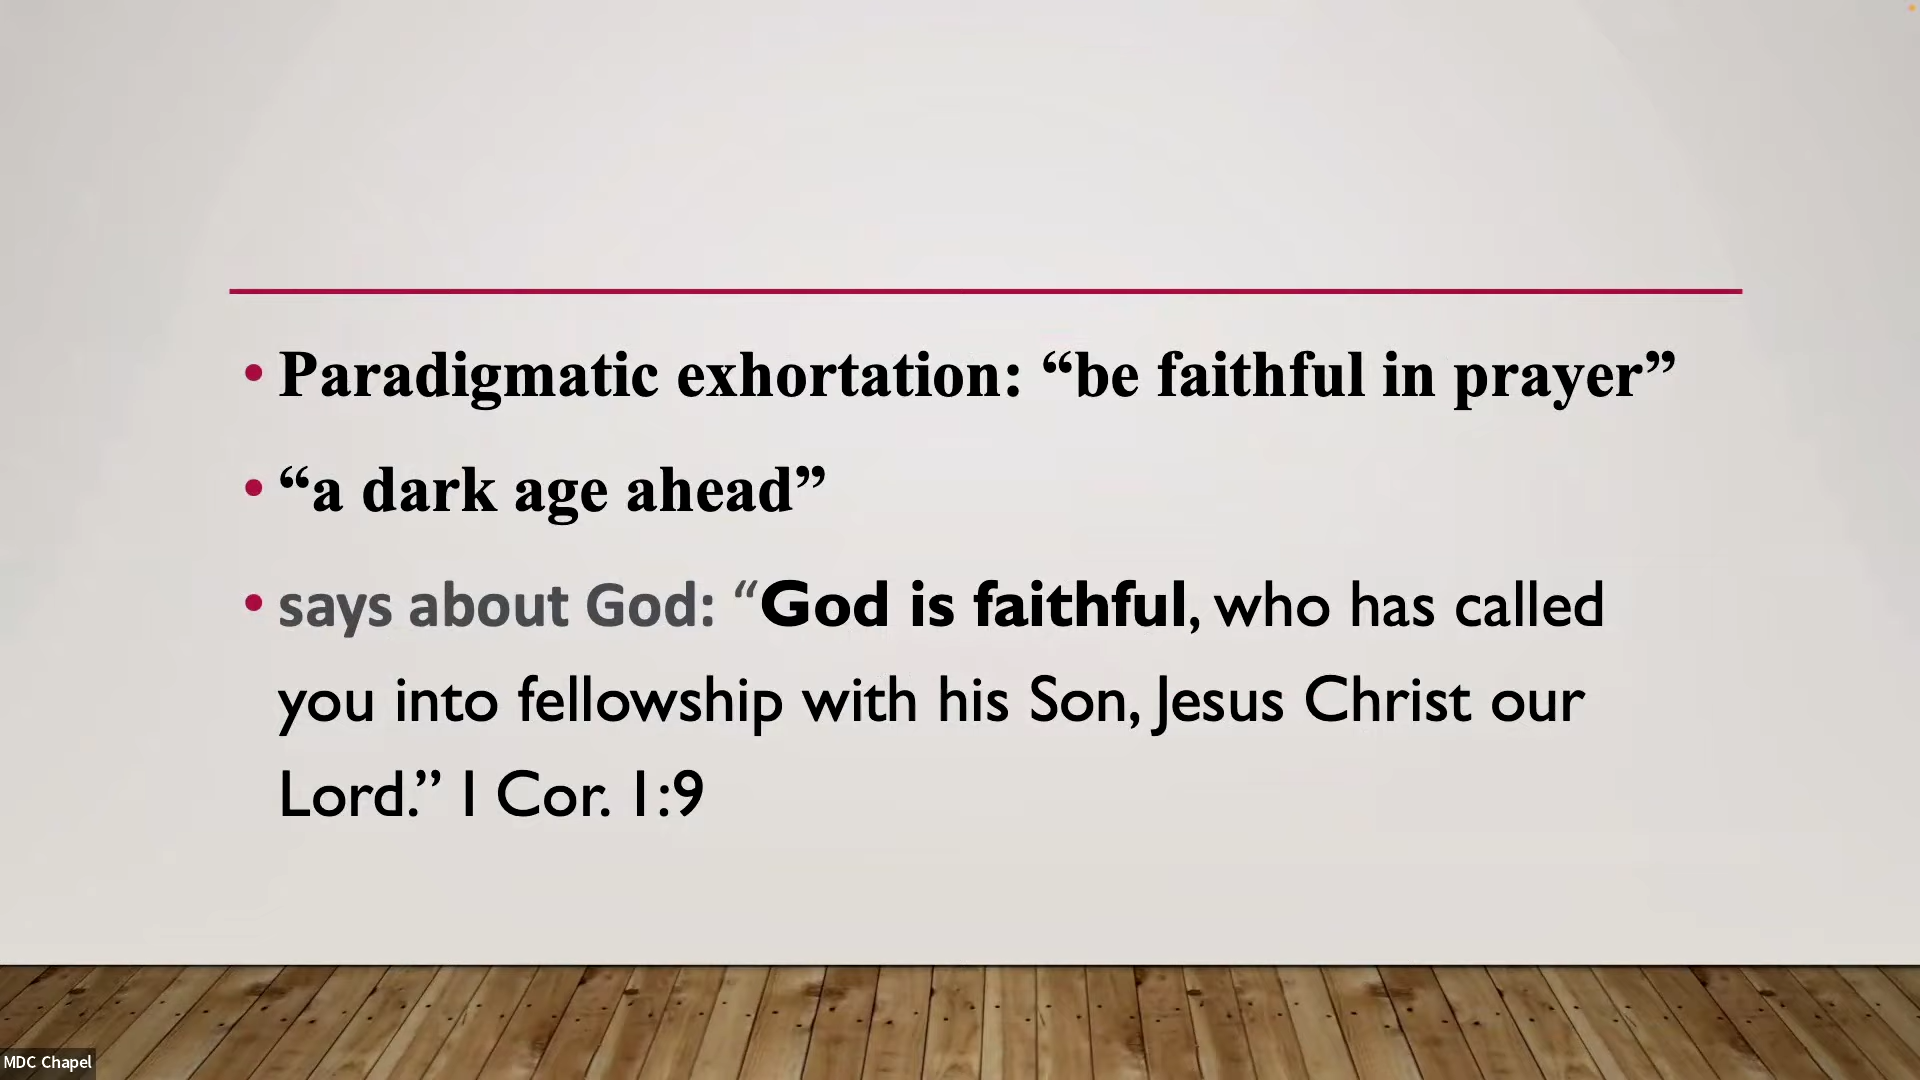 • Paradigmatic exhortation: “be faithful in prayer”
• “a dark age ahead”
• says about God: “God is faithful, who has called
you into fellowship with his Son, Jesus Christ our
Lord.” 1 Cor. 1:9
MDC Chapel